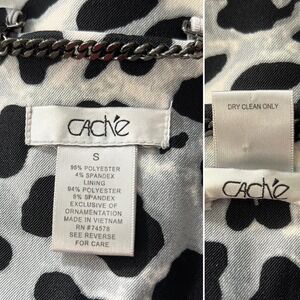 caché
S
96% POLYESTER
4% SPANDEX
LINING
94% POLYESTER
6% SPANDEX
EXCLUSIVE OF
ORNAMENTATION
MADE IN VIETNAM
RN #74578
SEE REVERSE
FOR CARE
DRY CLEAN ONLY
caché